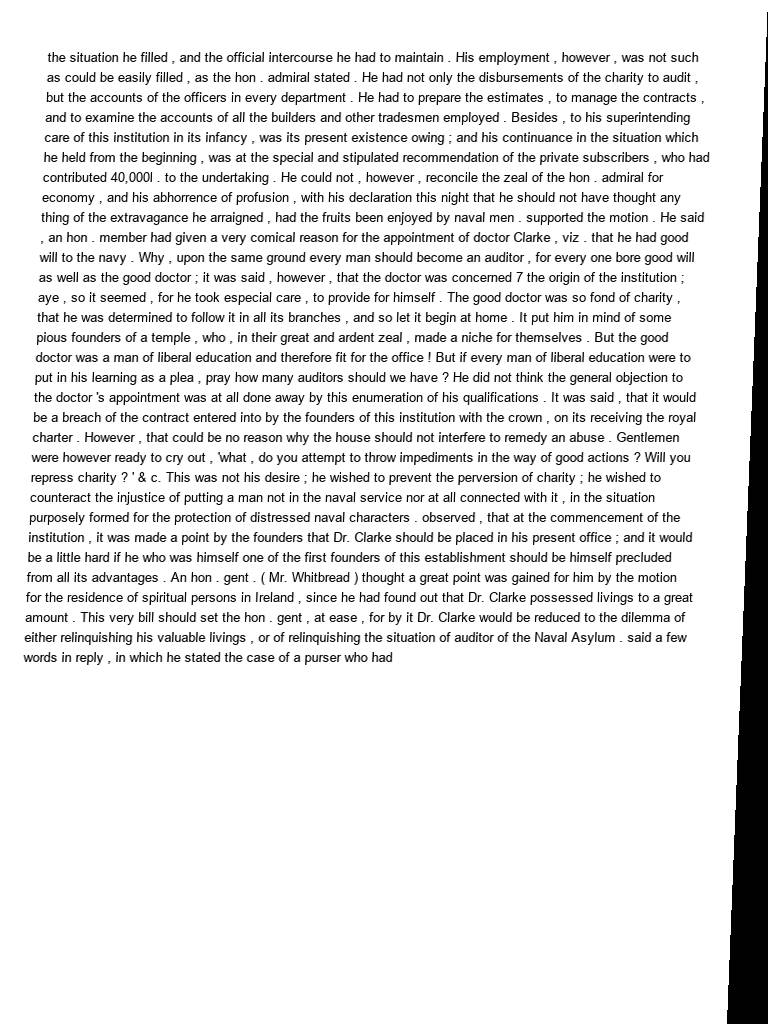 the situation he filled , and the official intercourse he had to maintain . His employment , however , was not such
as could be easily filled , as the hon . admiral stated . He had not only the disbursements of the charity to audit ,
but the accounts of the officers in every department . He had to prepare the estimates , to manage the contracts ,
and to examine the accounts of all the builders and other tradesmen employed . Besides , to his superintending
care of this institution in its infancy , was its present existence owing ; and his continuance in the situation which
he held from the beginning , was at the special and stipulated recommendation of the private subscribers , who had
contributed 40,000l . to the undertaking . He could not , however , reconcile the zeal of the hon . admiral for
economy , and his abhorrence of profusion , with his declaration this night that he should not have thought any
thing of the extravagance he arraigned , had the fruits been enjoyed by naval men . supported the motion . He said
, an hon . member had given a very comical reason for the appointment of doctor Clarke , viz . that he had good
will to the navy . Why , upon the same ground every man should become an auditor , for every one bore good will
as well as the good doctor ; it was said , however , that the doctor was concerned 7 the origin of the institution ;
aye , so it seemed , for he took especial care , to provide for himself . The good doctor was so fond of charity ,
that he was determined to follow it in all its branches , and so let it begin at home . It put him in mind of some
pious founders of a temple , who , in their great and ardent zeal , made a niche for themselves . But the good
doctor was a man of liberal education and therefore fit for the office ! But if every man of liberal education were to
put in his learning as a plea , pray how many auditors should we have ? He did not think the general objection to
the doctor 's appointment was at all done away by this enumeration of his qualifications . It was said , that it would
be a breach of the contract entered into by the founders of this institution with the crown , on its receiving the royal
charter . However , that could be no reason why the house should not interfere to remedy an abuse . Gentlemen
were however ready to cry out , 'what , do you attempt to throw impediments in the way of good actions ? Will you
repress charity ? ' & c. This was not his desire ; he wished to prevent the perversion of charity ; he wished to
counteract the injustice of putting a man not in the naval service nor at all connected with it , in the situation
purposely formed for the protection of distressed naval characters . observed , that at the commencement of the
institution , it was made a point by the founders that Dr. Clarke should be placed in his present office ; and it would
be a little hard if he who was himself one of the first founders of this establishment should be himself precluded
from all its advantages . An hon . gent . ( Mr. Whitbread ) thought a great point was gained for him by the motion
for the residence of spiritual persons in Ireland , since he had found out that Dr. Clarke possessed livings to a great
amount . This very bill should set the hon . gent , at ease , for by it Dr. Clarke would be reduced to the dilemma of
either relinquishing his valuable livings , or of relinquishing the situation of auditor of the Naval Asylum . said a few
words in reply , in which he stated the case of a purser who had